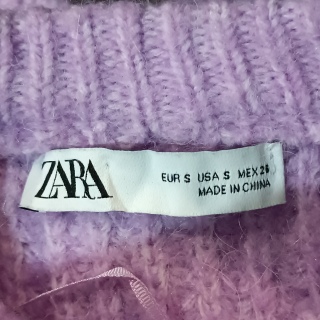 ZARA
EUR S USA S MEX 26
MADE IN CHINA